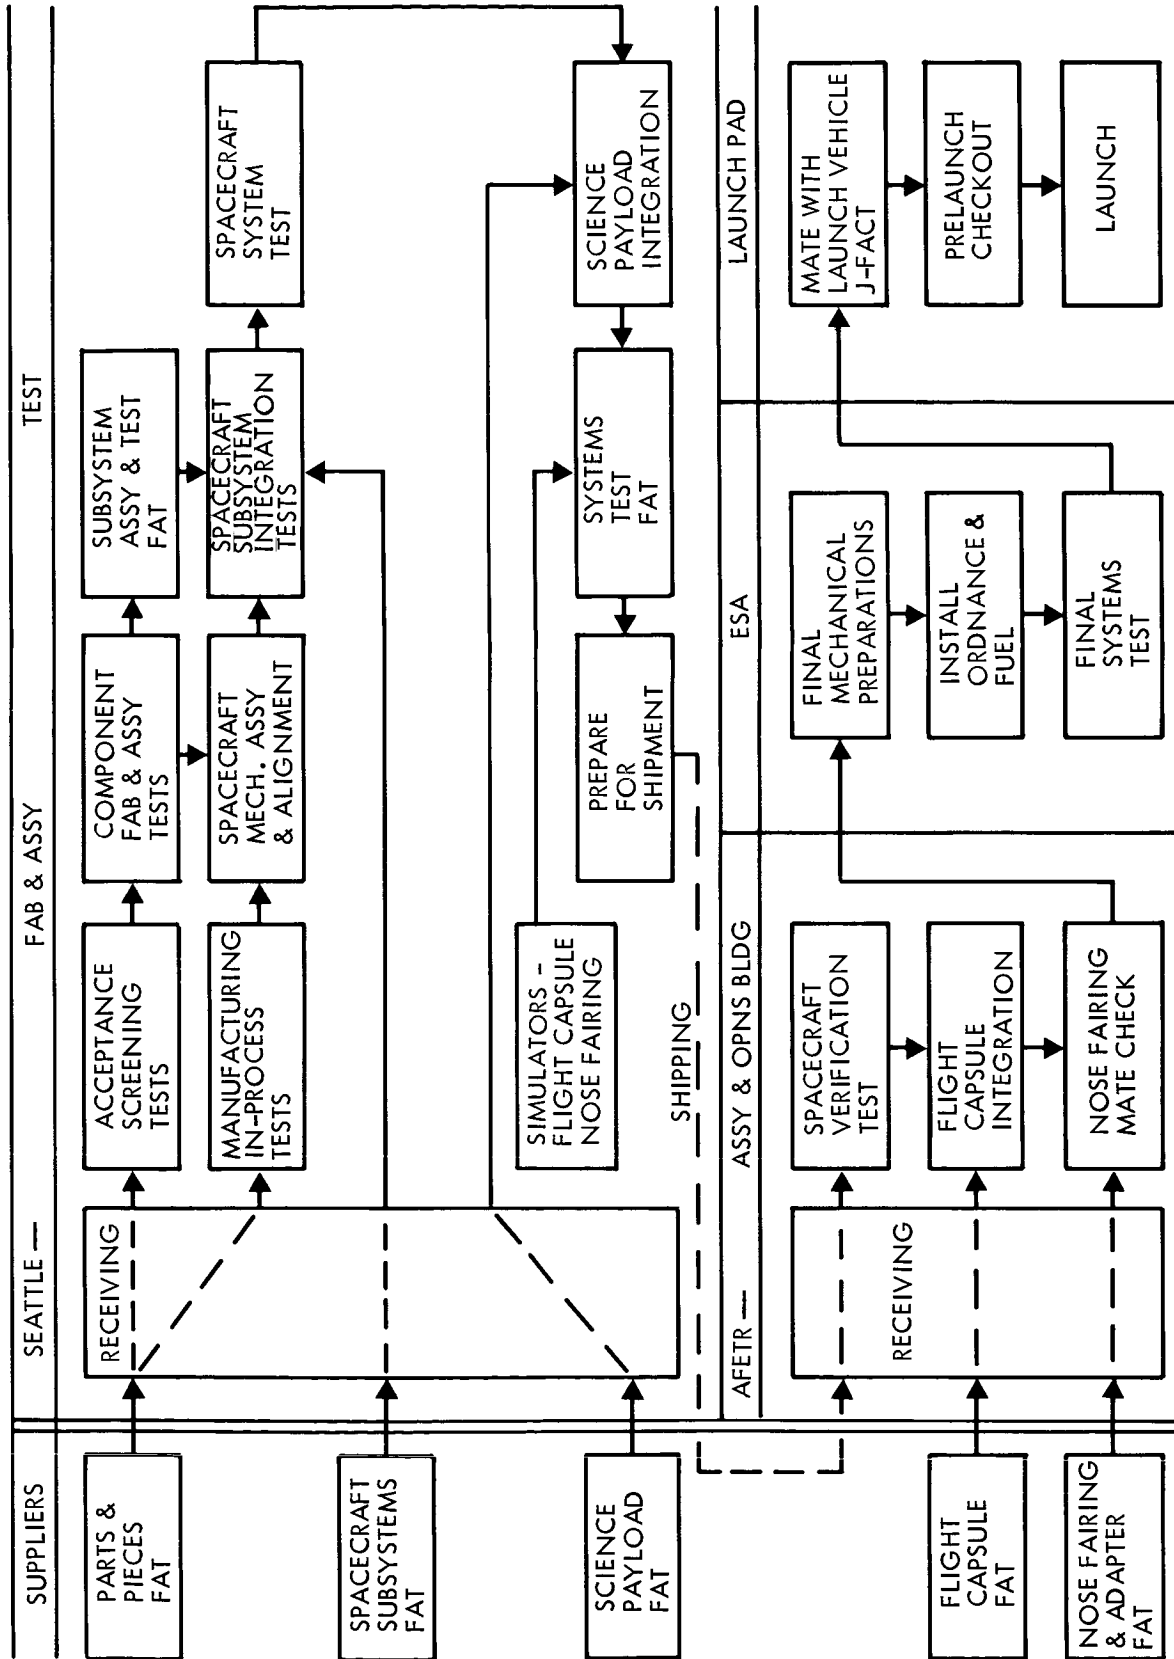 SUPPLIERS
SEATTLE —
FAB & ASSY
TEST
PARTS &
PIECES
FAT
SPACECRAFT
SUBSYSTEMS
FAT
SCIENCE
PAYLOAD
FAT
FLIGHT
CAPSULE
FAT
NOSE FAIRING
& ADAPTER
FAT
RECEIVING
ACCEPTANCE
SCREENING
TESTS
COMPONENT
FAB & ASSY
TESTS
SUBSYSTEM
ASSY & TEST
FAT
MANUFACTURING
IN-PROCESS
TESTS
SPACECRAFT
MECH. ASSY
& ALIGNMENT
SPACECRAFT
SUBSYSTEM
INTEGRATION
TESTS
SPACECRAFT
SYSTEM
TEST
SIMULATORS -
FLIGHT CAPSULE
NOSE FAIRING
PREPARE
FOR
SHIPMENT
SYSTEMS
TEST
FAT
SCIENCE
PAYLOAD
INTEGRATION
SHIPPING
AFETR —
ASSY & OPNS BLDG
ESA
LAUNCH PAD
RECEIVING
SPACECRAFT
VERIFICATION
TEST
FLIGHT
CAPSULE
INTEGRATION
NOSE FAIRING
MATE CHECK
FINAL
MECHANICAL
PREPARATIONS
INSTALL
ORDNANCE &
FUEL
FINAL
SYSTEMS
TEST
MATE WITH
LAUNCH VEHICLE
J-FACT
PRELAUNCH
CHECKOUT
LAUNCH